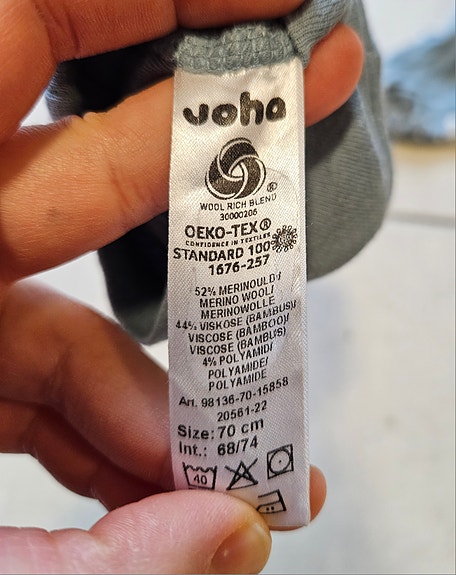 Joha
®
WOOL RICH BLEND
30000206
OEKO-TEX®
CONFIDENCE IN TEXTILES
STANDARD 100
1676-257
52% MERINOULD/
MERINO WOOL/
MERINOWOLLE
44% VISKOSE (BAMBUS)/
VISCOSE (BAMBOO)/
VISCOSE (BAMBUS)
4% POLYAMID/
POLYAMIDE/
POLYAMIDE
Art. 98136-70-15858
20561-22
Size: 70 cm
Int.: 68/74
40